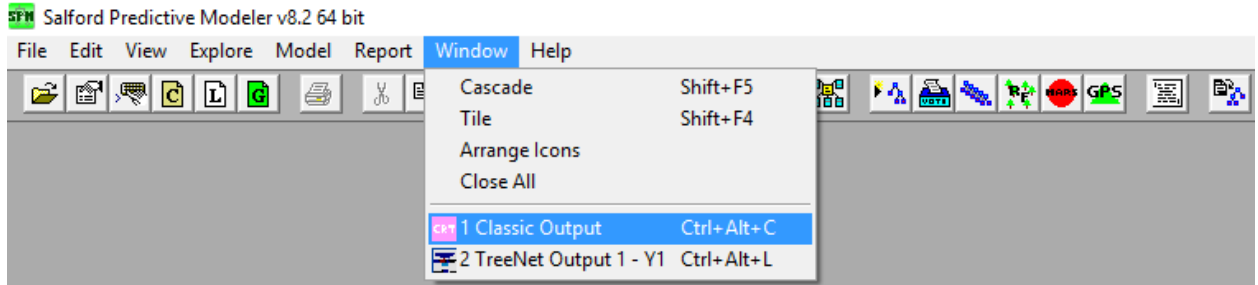 SPM Salford Predictive Modeler v8.2 64 bit
File Edit View Explore Model Report Window Help
C L G VOTE RF MARS GPS
Cascade Shift+F5
Tile Shift+F4
Arrange Icons
Close All
CRT 1 Classic Output Ctrl+Alt+C
2 TreeNet Output 1 - Y1 Ctrl+Alt+L